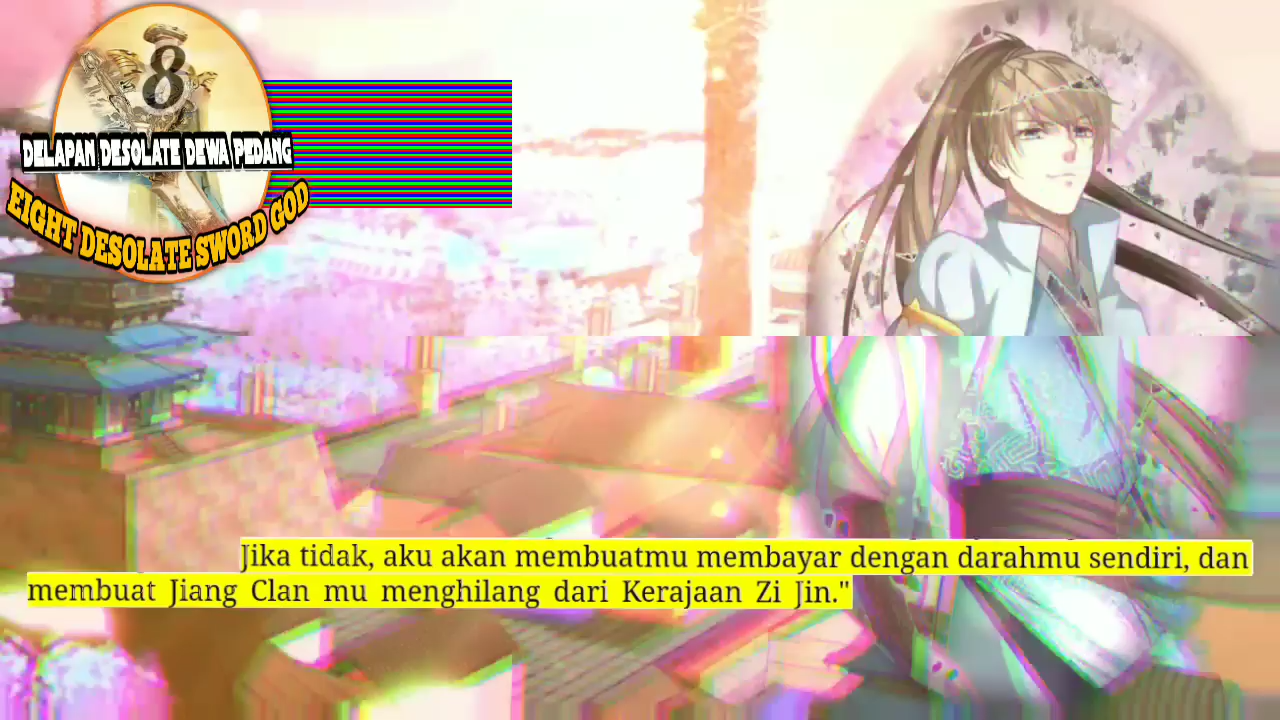 8
DELAPAN DESOLATE DEWA PEDANG
EIGHT DESOLATE SWORD GOD
Jika tidak, aku akan membuatmu membayar dengan darahmu sendiri, dan
membuat Jiang Clan mu menghilang dari Kerajaan Zi Jin."